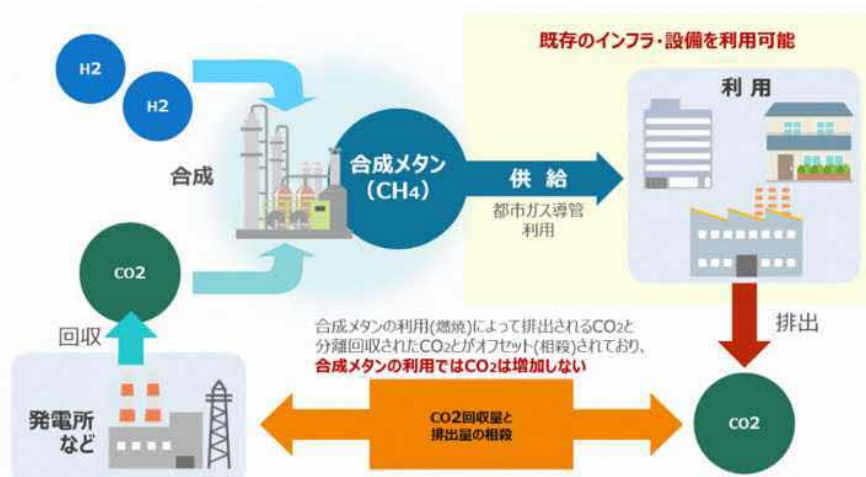 既存のインフラ・設備を利用可能
H2
H2
合成
合成メタン
(CH4)
供 給
都市ガス導管
利用
利 用
CO2
回収
発電所
など
合成メタンの利用(燃焼)によって排出されるCO2と
分離回収されたCO2とがオフセット(相殺)されており、
合成メタンの利用ではCO2は増加しない
排出
CO2回収量と
排出量の相殺
CO2